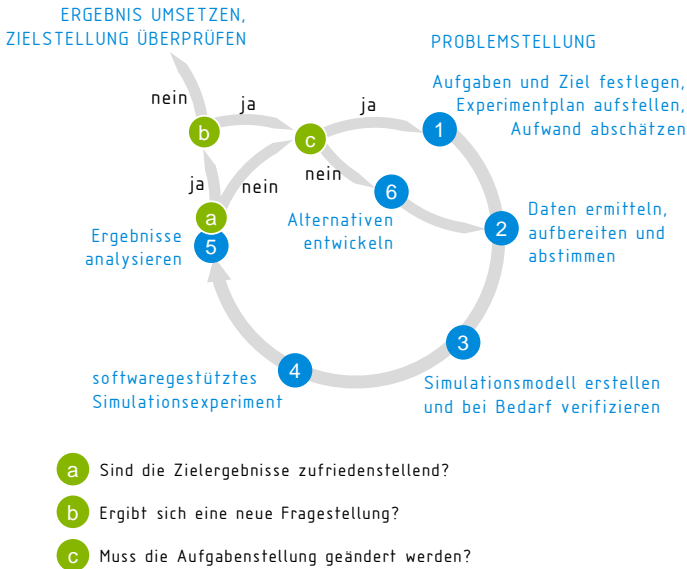 ERGEBNIS UMSETZEN,
ZIELSTELLUNG ÜBERPRÜFEN
PROBLEMSTELLUNG
Aufgaben und Ziel festlegen,
Experimentplan aufstellen,
Aufwand abschätzen
nein
ja
ja
b
c
1
nein
ja
nein
6
a
5
Ergebnisse
analysieren
Alternativen
entwickeln
2
Daten ermitteln,
aufbereiten und
abstimmen
3
4
softwaregestütztes
Simulationsexperiment
Simulationsmodell erstellen
und bei Bedarf verifizieren
a Sind die Zielergebnisse zufriedenstellend?
b Ergibt sich eine neue Fragestellung?
c Muss die Aufgabenstellung geändert werden?